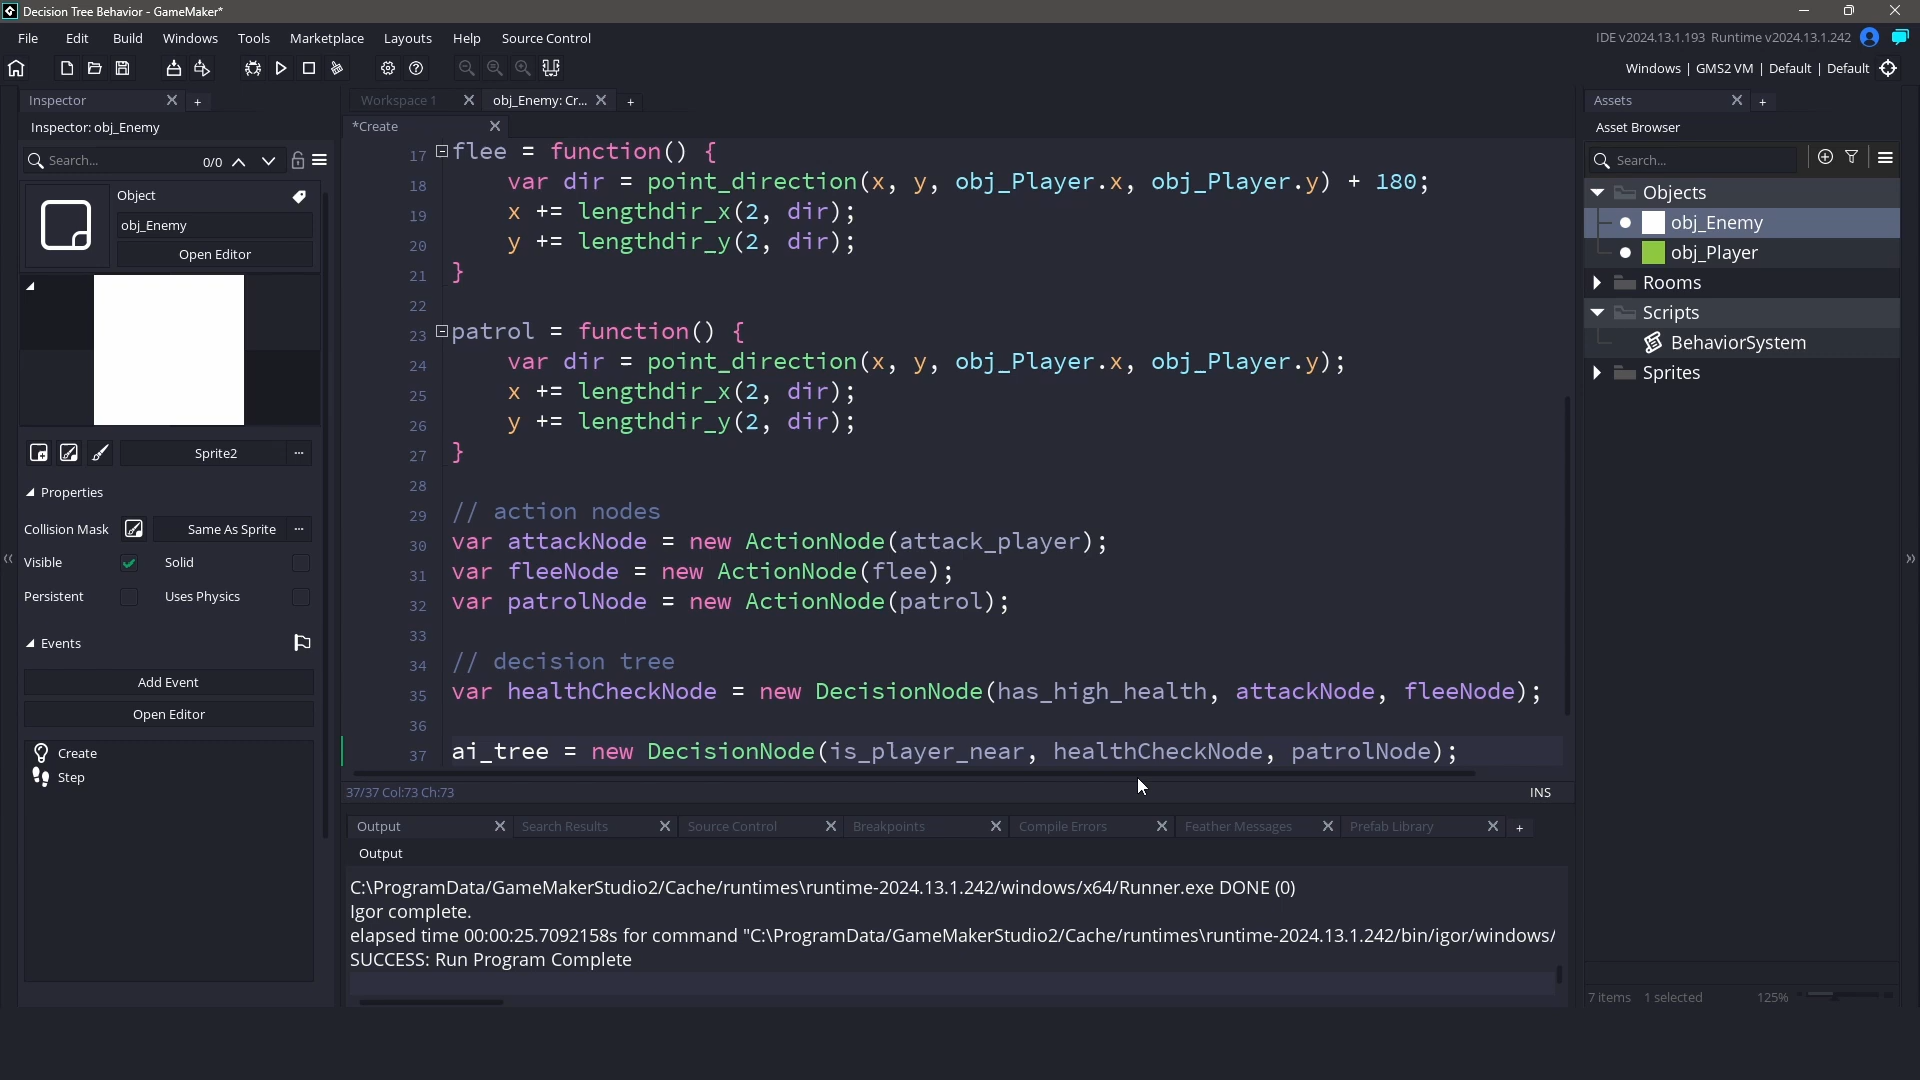 Decision Tree Behavior - GameMaker*
File Edit Build Windows Tools Marketplace Layouts Help Source Control
IDE v2024.13.1.193 Runtime v2024.13.1.242
Windows | GMS2 VM | Default | Default
Inspector
Inspector: obj_Enemy
Search...
0/0
Object
obj_Enemy
Open Editor
Sprite2
Properties
Collision Mask Same As Sprite
Visible Solid
Persistent Uses Physics
Events
Add Event
Open Editor
Create
Step
Workspace 1 obj_Enemy: Cr...
*Create
17 flee = function() {
18 var dir = point_direction(x, y, obj_Player.x, obj_Player.y) + 180;
19 x += lengthdir_x(2, dir);
20 y += lengthdir_y(2, dir);
21 }
22
23 patrol = function() {
24 var dir = point_direction(x, y, obj_Player.x, obj_Player.y);
25 x += lengthdir_x(2, dir);
26 y += lengthdir_y(2, dir);
27 }
28
29 // action nodes
30 var attackNode = new ActionNode(attack_player);
31 var fleeNode = new ActionNode(flee);
32 var patrolNode = new ActionNode(patrol);
33
34 // decision tree
35 var healthCheckNode = new DecisionNode(has_high_health, attackNode, fleeNode);
36
37 ai_tree = new DecisionNode(is_player_near, healthCheckNode, patrolNode);
37/37 Col:73 Ch:73
INS
Output Search Results Source Control Breakpoints Compile Errors Feather Messages Prefab Library
Output
C:\ProgramData/GameMakerStudio2/Cache/runtimes\runtime-2024.13.1.242/windows/x64/Runner.exe DONE (0)
Igor complete.
elapsed time 00:00:25.7092158s for command "C:\ProgramData/GameMakerStudio2/Cache/runtimes\runtime-2024.13.1.242/bin/igor/windows/
SUCCESS: Run Program Complete
Assets
Asset Browser
Search...
Objects
obj_Enemy
obj_Player
Rooms
Scripts
BehaviorSystem
Sprites
7 items 1 selected 125%